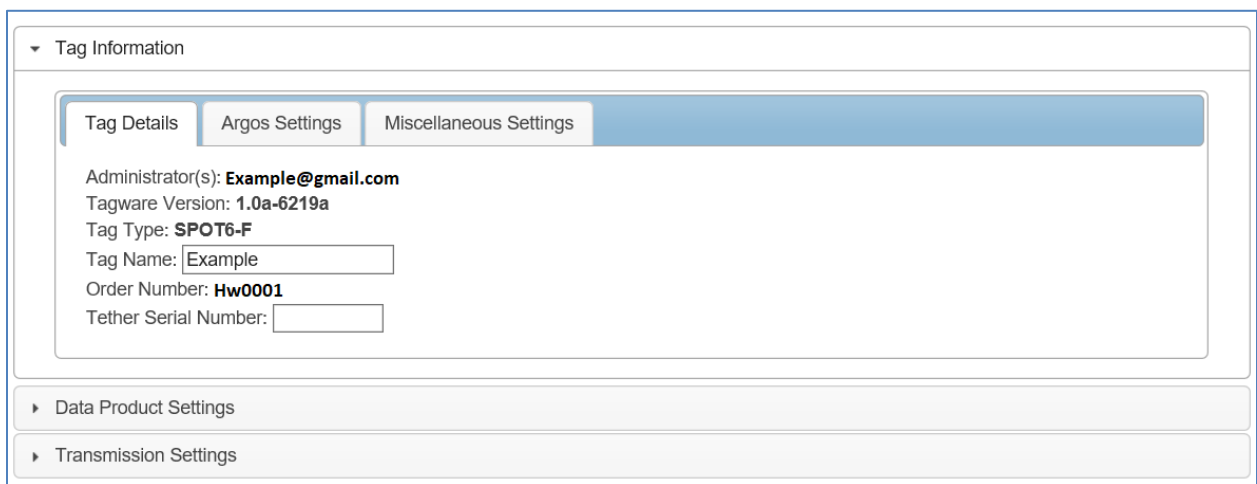 Tag Information
Tag Details Argos Settings Miscellaneous Settings
Administrator(s): Example@gmail.com
Tagware Version: 1.0a-6219a
Tag Type: SPOT6-F
Tag Name: Example
Order Number: Hw0001
Tether Serial Number:
Data Product Settings
Transmission Settings